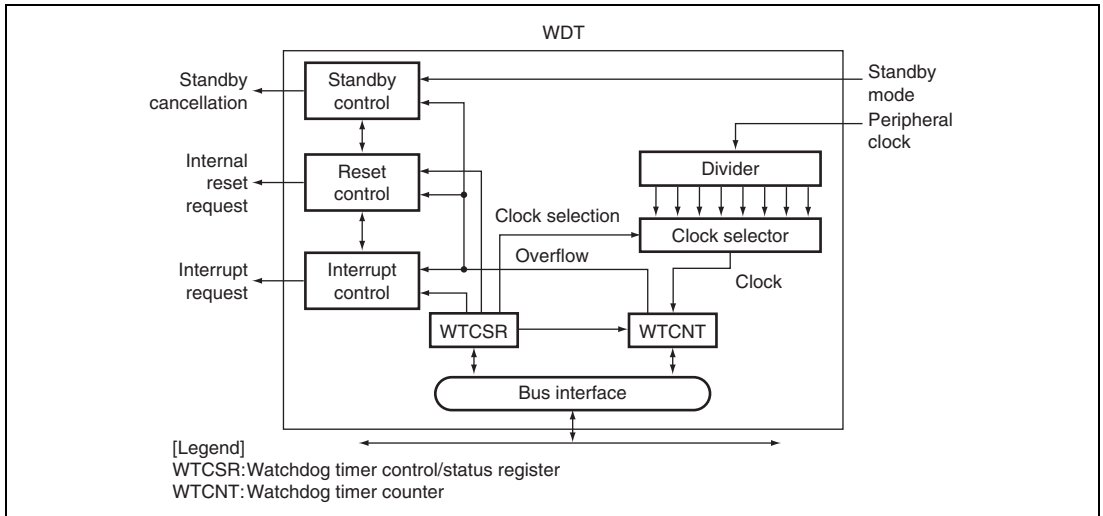 WDT
Standby
cancellation
Standby
control
Standby
mode
Peripheral
clock
Internal
reset
request
Reset
control
Divider
Clock selection
Clock selector
Interrupt
request
Interrupt
control
Overflow
Clock
WTCSR
WTCNT
Bus interface
[Legend]
WTCSR: Watchdog timer control/status register
WTCNT: Watchdog timer counter